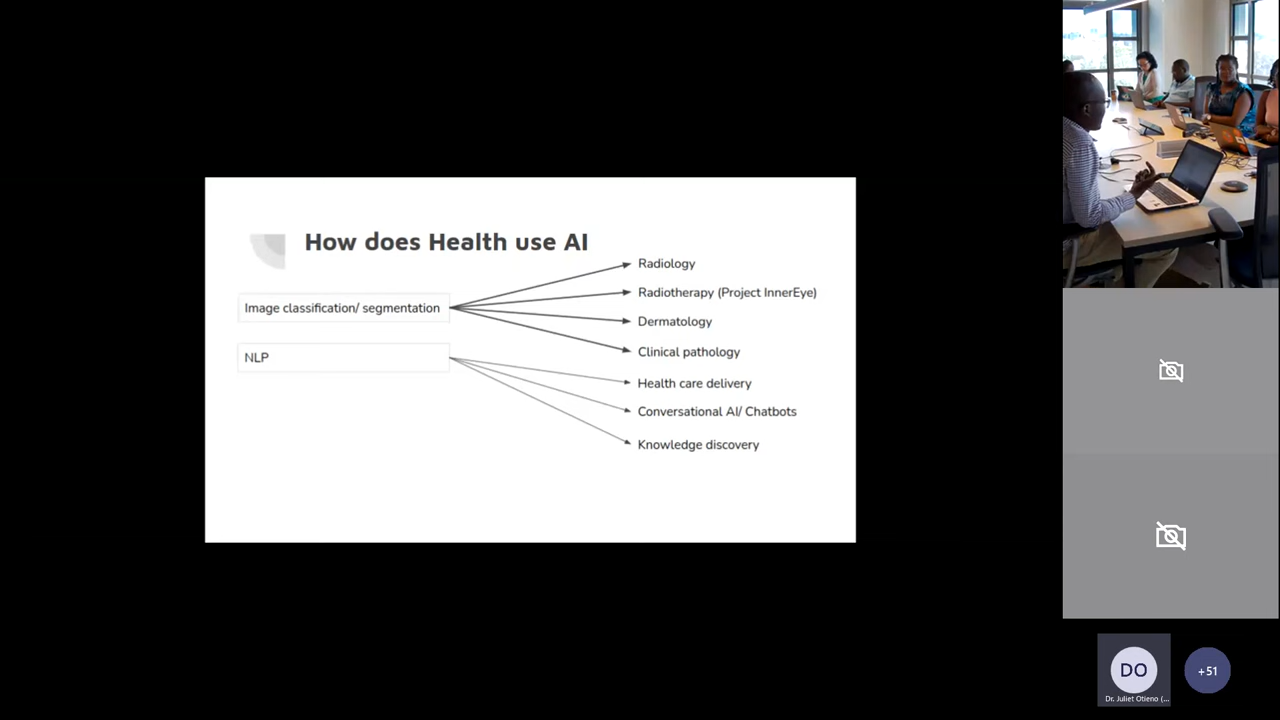 How does Health use AI
Image classification/ segmentation
NLP
Radiology
Radiotherapy (Project InnerEye)
Dermatology
Clinical pathology
Health care delivery
Conversational AI/ Chatbots
Knowledge discovery
DO
Dr. Juliet Otieno (...
+51